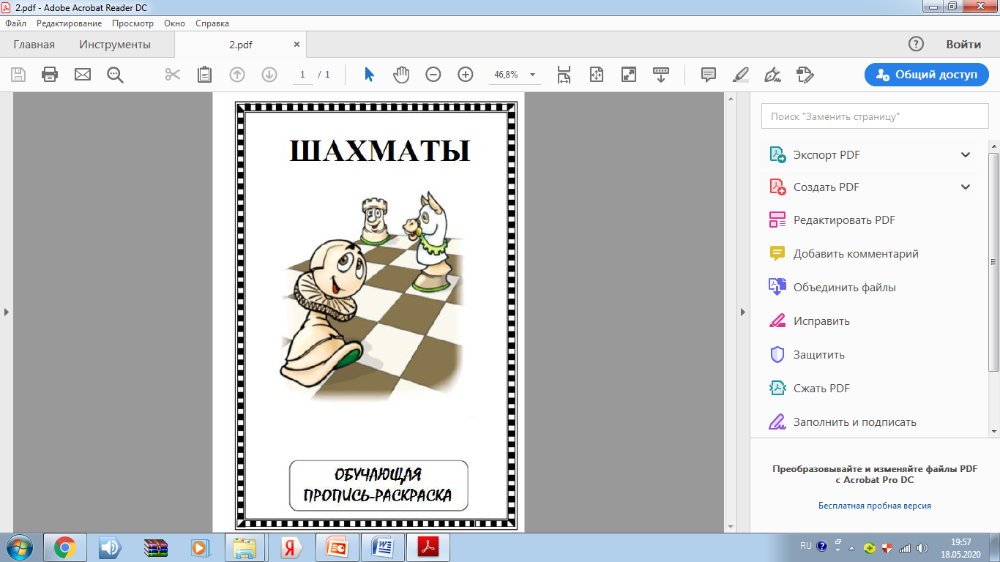 2.pdf - Adobe Acrobat Reader DC
Файл Редактирование Просмотр Окно Справка
Главная Инструменты 2.pdf × Войти
1 / 1 46,8% Общий доступ
ШАХМАТЫ
ОБУЧАЮЩАЯ
ПРОПИСЬ-РАСКРАСКА
Поиск "Заменить страницу"
Экспорт PDF
Создать PDF
Редактировать PDF
Добавить комментарий
Объединить файлы
Исправить
Защитить
Сжать PDF
Заполнить и подписать
Преобразовывайте и изменяйте файлы PDF
с Acrobat Pro DC
Бесплатная пробная версия
RU 19:57
18.05.2020